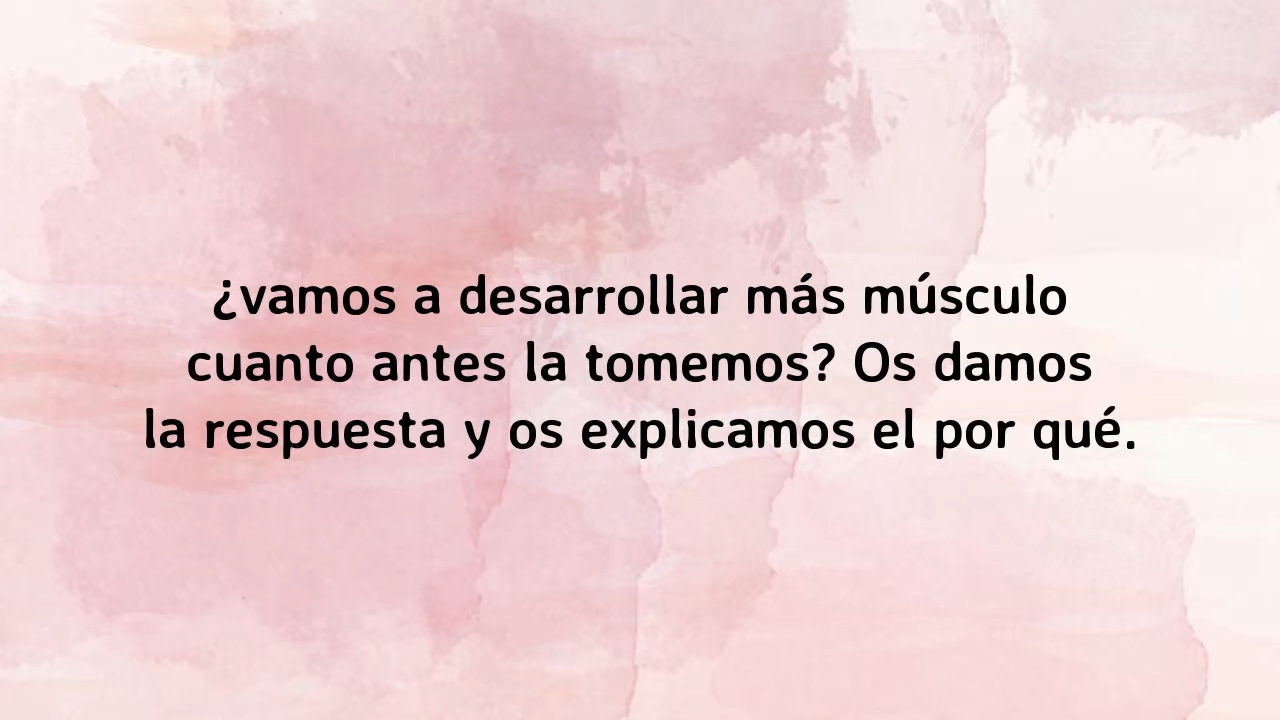 ¿vamos a desarrollar más músculo
cuanto antes la tomemos? Os damos
la respuesta y os explicamos el por qué.